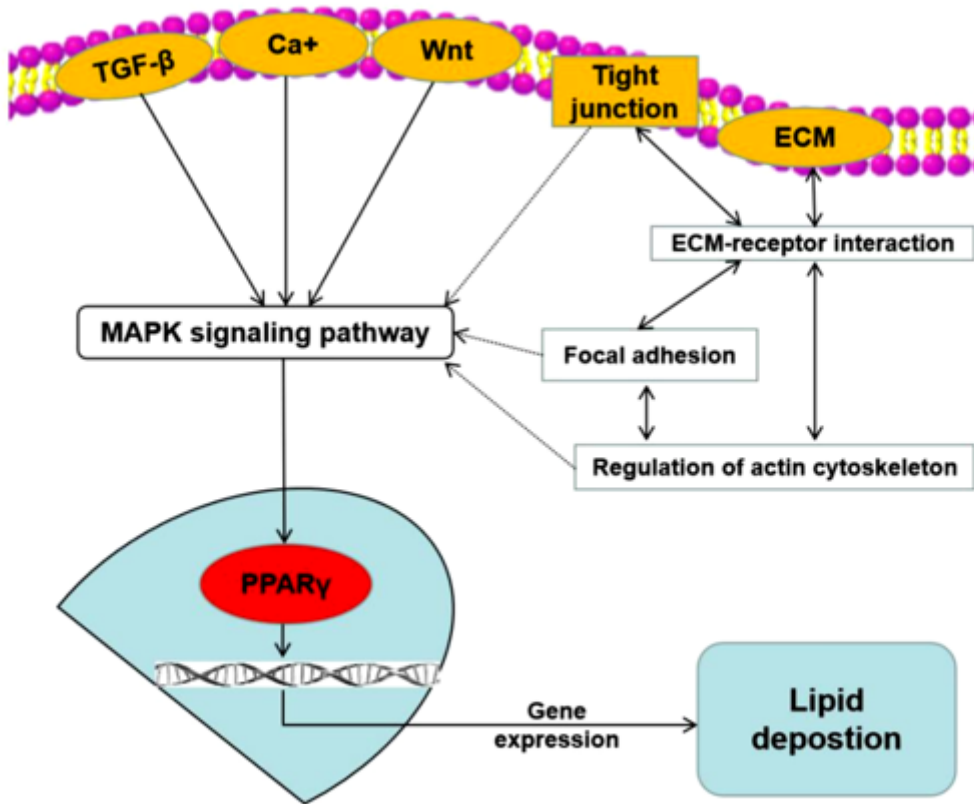 TGF-β
Ca+
Wnt
Tight
junction
ECM
ECM-receptor interaction
MAPK signaling pathway
Focal adhesion
Regulation of actin cytoskeleton
PPARγ
Gene
expression
Lipid
depostion